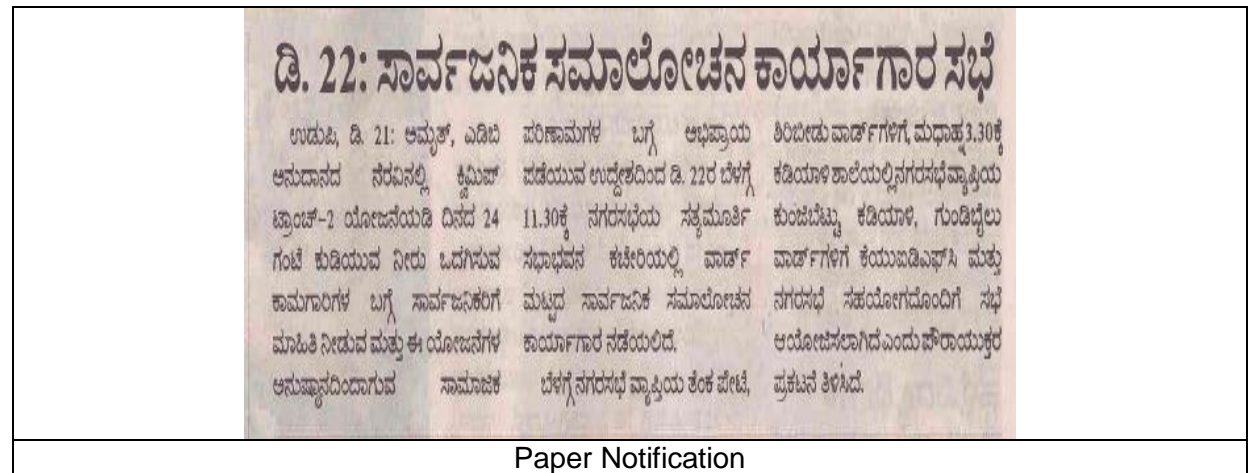 ಡಿ. 22: ಸಾರ್ವಜನಿಕ ಸಮಾಲೋಚನ ಕಾರ್ಯಾಗಾರ ಸಭೆ
ಉಡುಪಿ, ಡಿ. 21: ಅಮೃತ್, ಎಡಿಬಿ
ಅನುದಾನದ ನೆರವಿನಲ್ಲಿ ಕ್ವಿಮಿಪ್
ಟ್ರಾಂಚ್-2 ಯೋಜನೆಯಡಿ ದಿನದ 24
ಗಂಟೆ ಕುಡಿಯುವ ನೀರು ಒದಗಿಸುವ
ಕಾಮಗಾರಿಗಳ ಬಗ್ಗೆ ಸಾರ್ವಜನಿಕರಿಗೆ
ಮಾಹಿತಿ ನೀಡುವ ಮತ್ತು ಈ ಯೋಜನೆಗಳ
ಅನುಷ್ಠಾನದಿಂದಾಗುವ ಸಾಮಾಜಿಕ
ಪರಿಣಾಮಗಳ ಬಗ್ಗೆ ಅಭಿಪ್ರಾಯ
ಪಡೆಯುವ ಉದ್ದೇಶದಿಂದ ಡಿ. 22ರ ಬೆಳಗ್ಗೆ
11.30ಕ್ಕೆ ನಗರಸಭೆಯ ಸತ್ಯಮೂರ್ತಿ
ಸಭಾಭವನ ಕಚೇರಿಯಲ್ಲಿ ವಾರ್ಡ್
ಮಟ್ಟದ ಸಾರ್ವಜನಿಕ ಸಮಾಲೋಚನ
ಕಾರ್ಯಾಗಾರ ನಡೆಯಲಿದೆ.
ಬೆಳಗ್ಗೆ ನಗರಸಭೆ ವ್ಯಾಪ್ತಿಯ ತೆಂಕ ಪೇಟೆ,
ಶಿರಿಬೀಡು ವಾರ್ಡ್‌ಗಳಿಗೆ, ಮಧ್ಯಾಹ್ನ 3.30ಕ್ಕೆ
ಕಡಿಯಾಳಿ ಶಾಲೆಯಲ್ಲಿ ನಗರಸಭೆ ವ್ಯಾಪ್ತಿಯ
ಕುಂಜಿಬೆಟ್ಟು, ಕಡಿಯಾಳಿ, ಗುಂಡಿಬೈಲು
ವಾರ್ಡ್‌ಗಳಿಗೆ ಕೆಯುಐಡಿಎಫ್‌ಸಿ ಮತ್ತು
ನಗರಸಭೆ ಸಹಯೋಗದೊಂದಿಗೆ ಸಭೆ
ಆಯೋಜಿಸಲಾಗಿದೆ ಎಂದು ಪೌರಾಯುಕ್ತರ
ಪ್ರಕಟನೆ ತಿಳಿಸಿದೆ.
Paper Notification